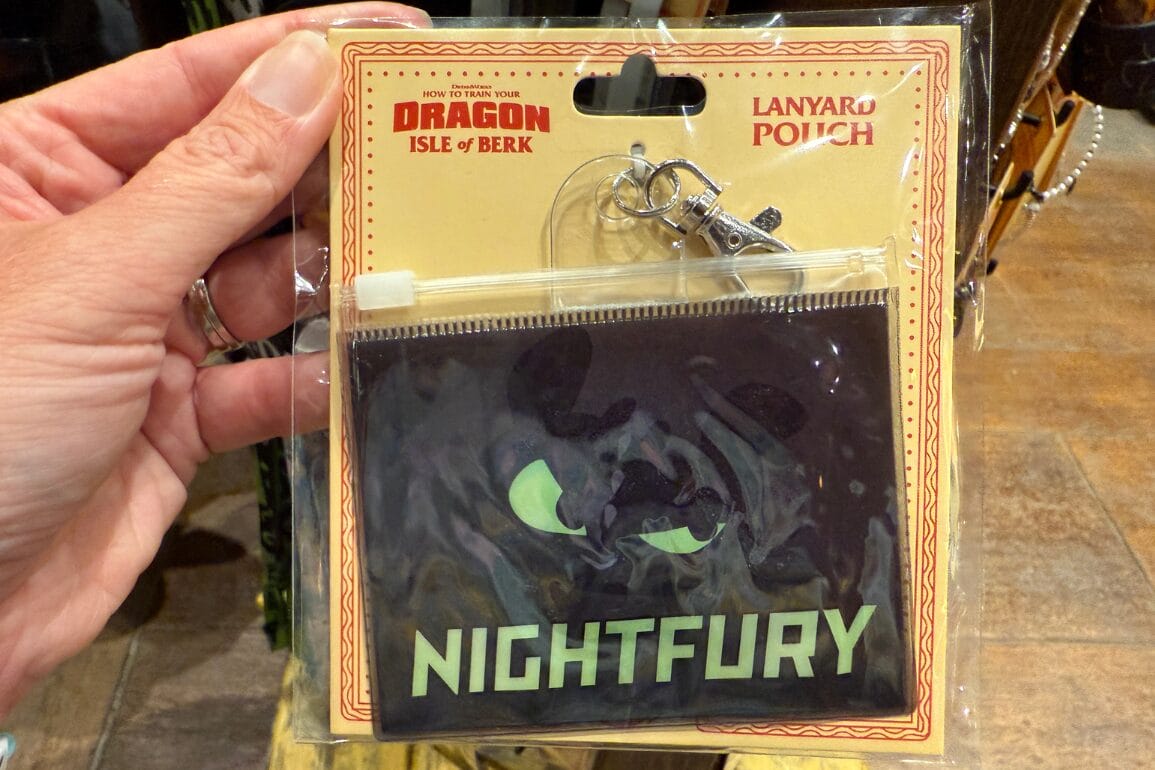 DreamWorks
HOW TO TRAIN YOUR
DRAGON
ISLE of BERK
LANYARD
POUCH
NIGHTFURY